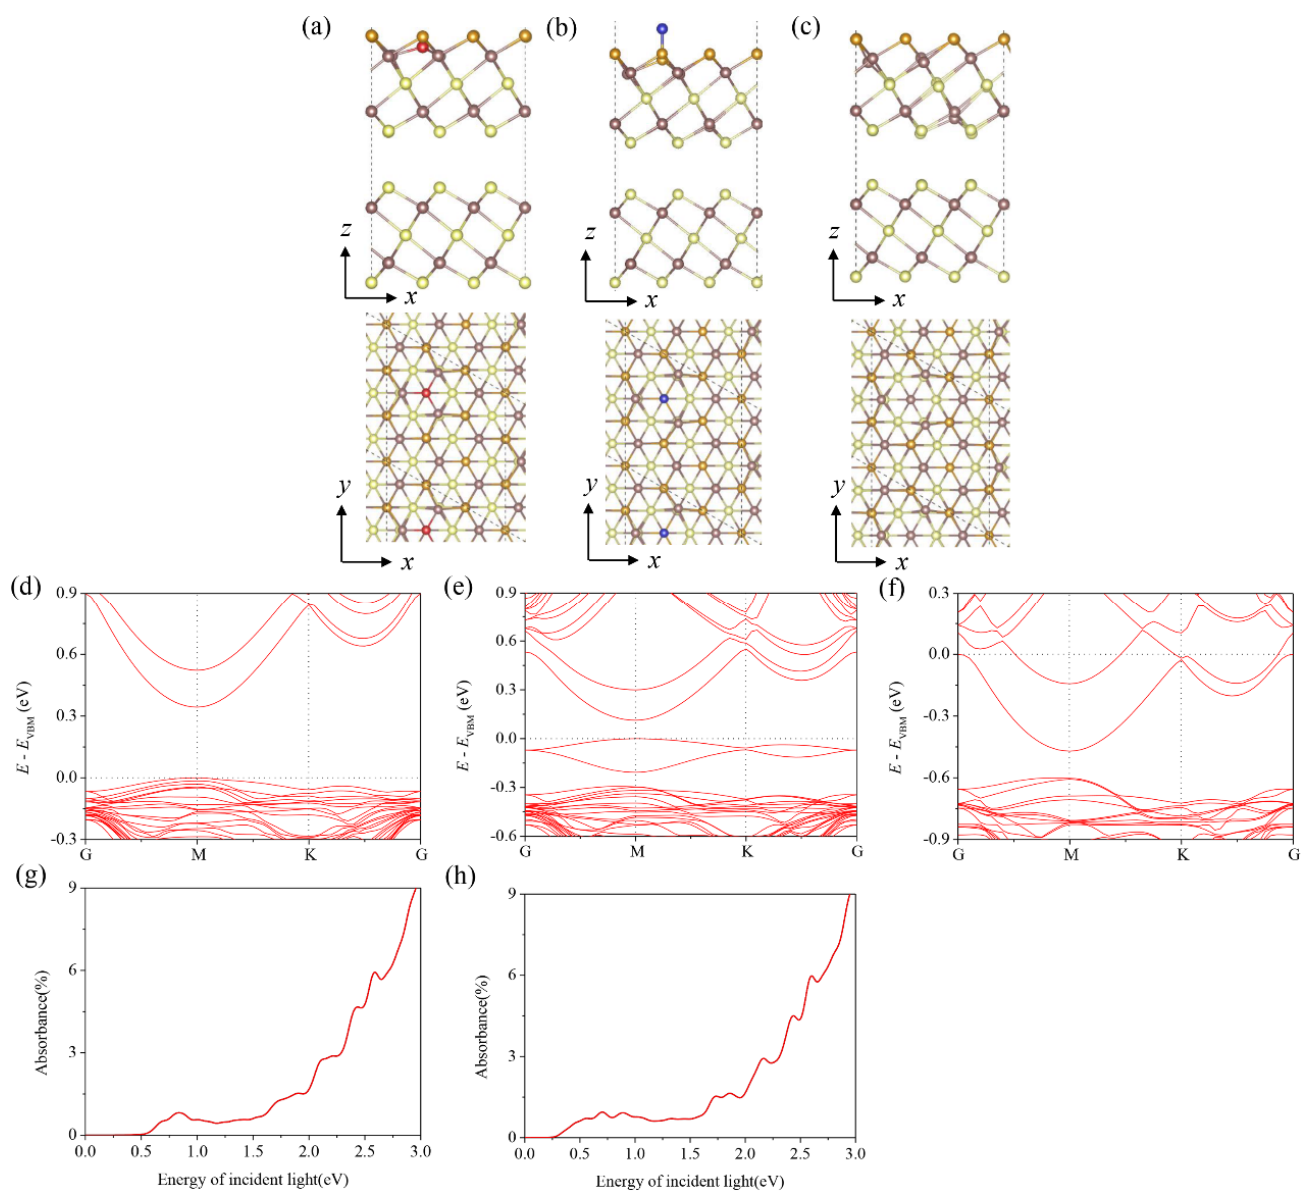 (a) (b) (c)
z z z
x x x
y y y
x x x
(d) (e) (f)
0.9 0.6 0.3 0.0 -0.3
E - E_VBM (eV)
G M K G
0.9 0.6 0.3 0.0 -0.3 -0.6
E - E_VBM (eV)
G M K G
0.3 0.0 -0.3 -0.6 -0.9
E - E_VBM (eV)
G M K G
(g) (h)
9 6 3 0
Absorbance(%)
0.0 0.5 1.0 1.5 2.0 2.5 3.0
Energy of incident light(eV)
9 6 3 0
Absorbance(%)
0.0 0.5 1.0 1.5 2.0 2.5 3.0
Energy of incident light(eV)